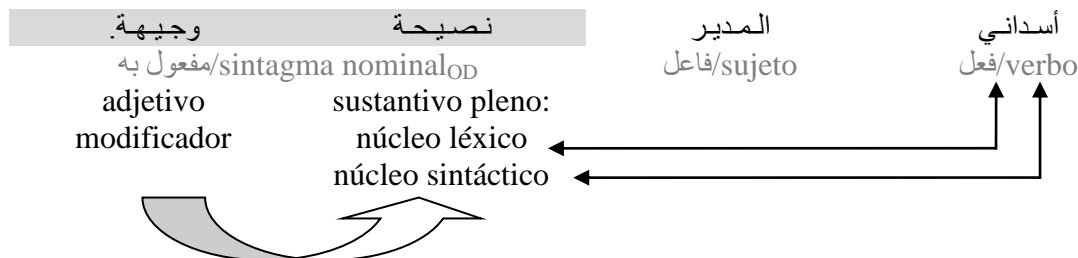 أسداني المدير نصيحة وجيهة.
verbo/فعل sujeto/فاعل sintagma nominalOD/مفعول به
adjetivo modificador
sustantivo pleno:
núcleo léxico
núcleo sintáctico